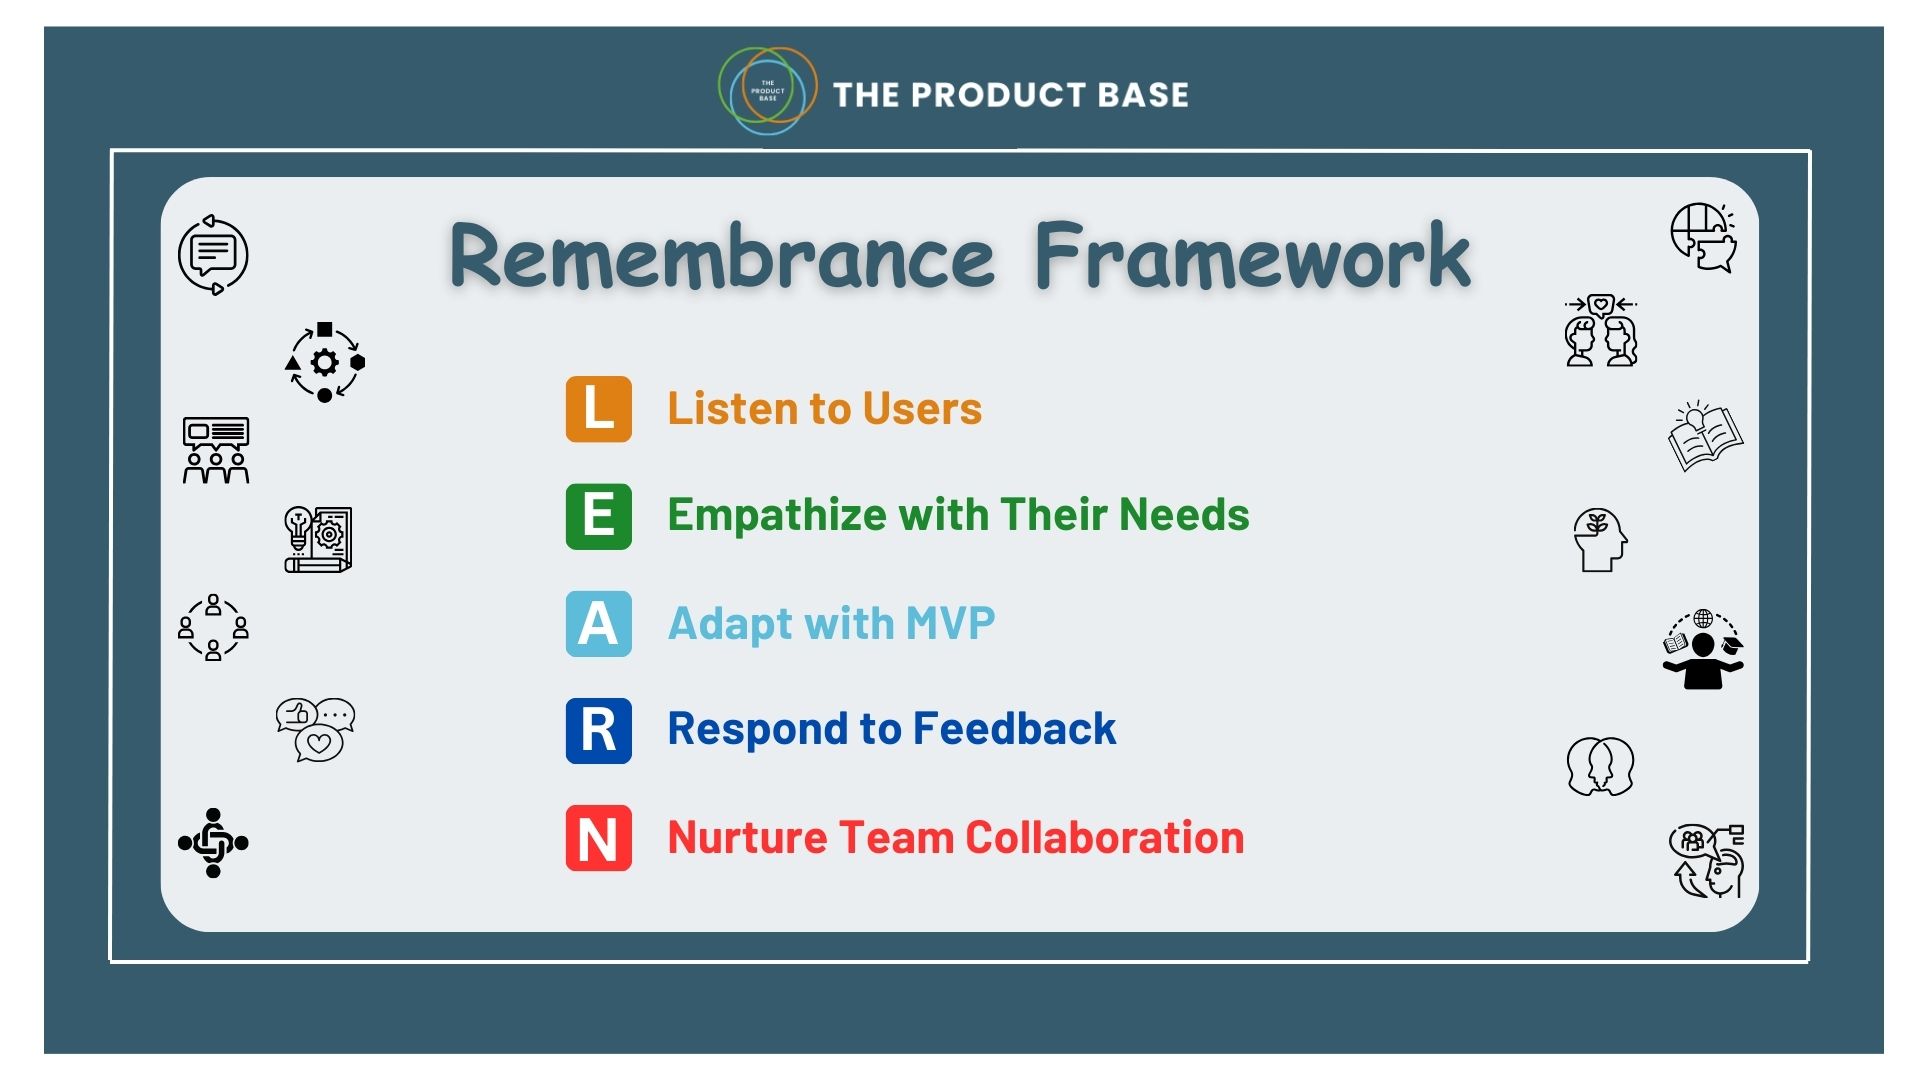 THE
PRODUCT
BASE
THE PRODUCT BASE
Remembrance Framework
L Listen to Users
E Empathize with Their Needs
A Adapt with MVP
R Respond to Feedback
N Nurture Team Collaboration